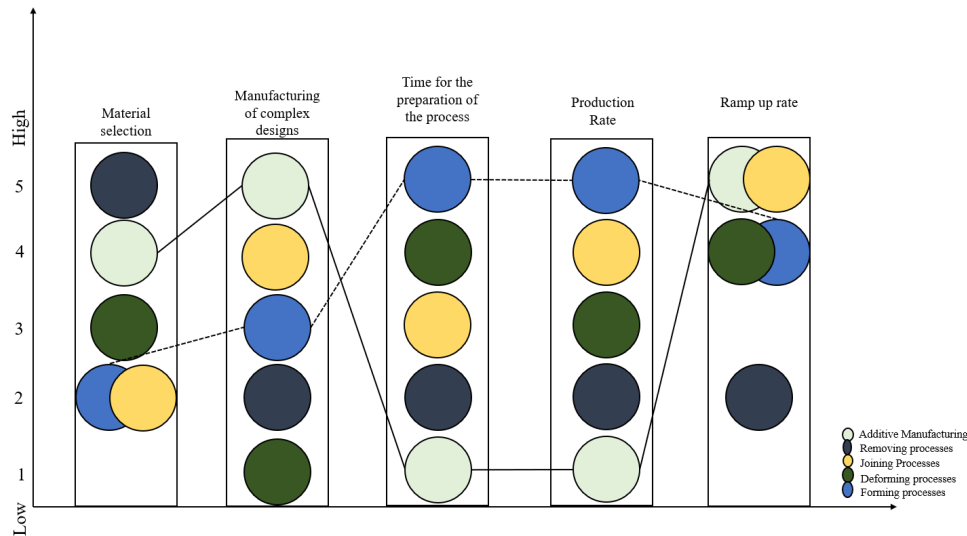 Material
selection
Manufacturing
of complex
designs
Time for the
preparation of
the process
Production
Rate
Ramp up rate
High
5
4
3
2
1
Low
Additive Manufacturing
Removing processes
Joining Processes
Deforming processes
Forming processes